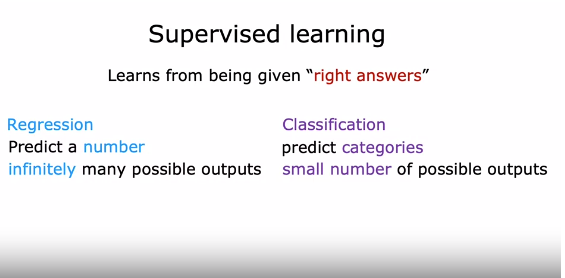 Supervised learning
Learns from being given “right answers”
Regression
Predict a number
infinitely many possible outputs
Classification
predict categories
small number of possible outputs